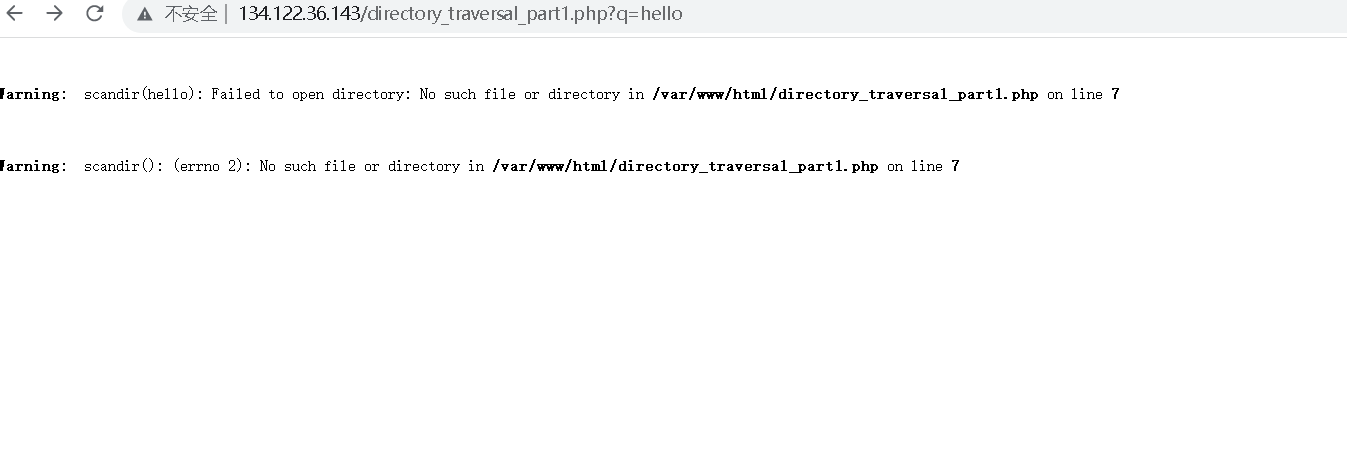 不安全 | 134.122.36.143/directory_traversal_part1.php?q=hello
Warning: scandir(hello): Failed to open directory: No such file or directory in /var/www/html/directory_traversal_part1.php on line 7
Warning: scandir(): (errno 2): No such file or directory in /var/www/html/directory_traversal_part1.php on line 7